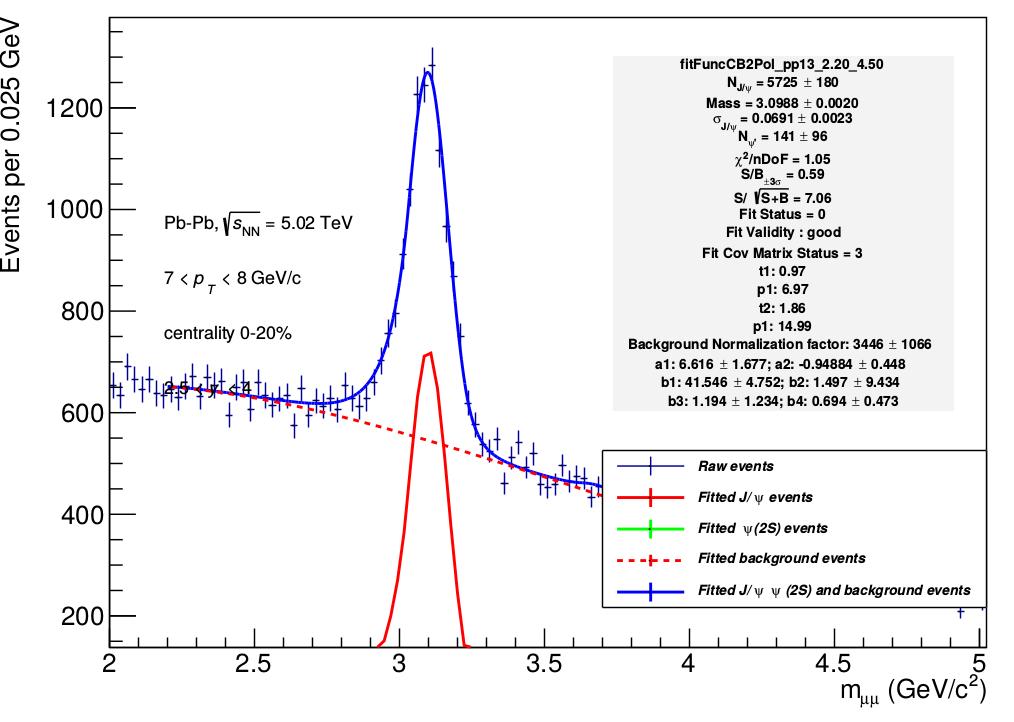 Events per 0.025 GeV
1200
1000
800
600
400
200
2
2.5
3
3.5
4
4.5
5
m_μμ (GeV/c²)
Pb-Pb, √s_NN = 5.02 TeV
7 < p_T < 8 GeV/c
centrality 0-20%
2.5 < y < 4
fitFuncCB2Pol_pp13_2.20_4.50
N_J/ψ = 5725 ± 180
Mass = 3.0988 ± 0.0020
σ_J/ψ = 0.0691 ± 0.0023
N_ψ' = 141 ± 96
χ²/nDoF = 1.05
S/B_±3σ = 0.59
S/ √S+B = 7.06
Fit Status = 0
Fit Validity : good
Fit Cov Matrix Status = 3
t1: 0.97
p1: 6.97
t2: 1.86
p1: 14.99
Background Normalization factor: 3446 ± 1066
a1: 6.616 ± 1.677; a2: -0.94884 ± 0.448
b1: 41.546 ± 4.752; b2: 1.497 ± 9.434
b3: 1.194 ± 1.234; b4: 0.694 ± 0.473
Raw events
Fitted J/ψ events
Fitted ψ(2S) events
Fitted background events
Fitted J/ψ ψ (2S) and background events